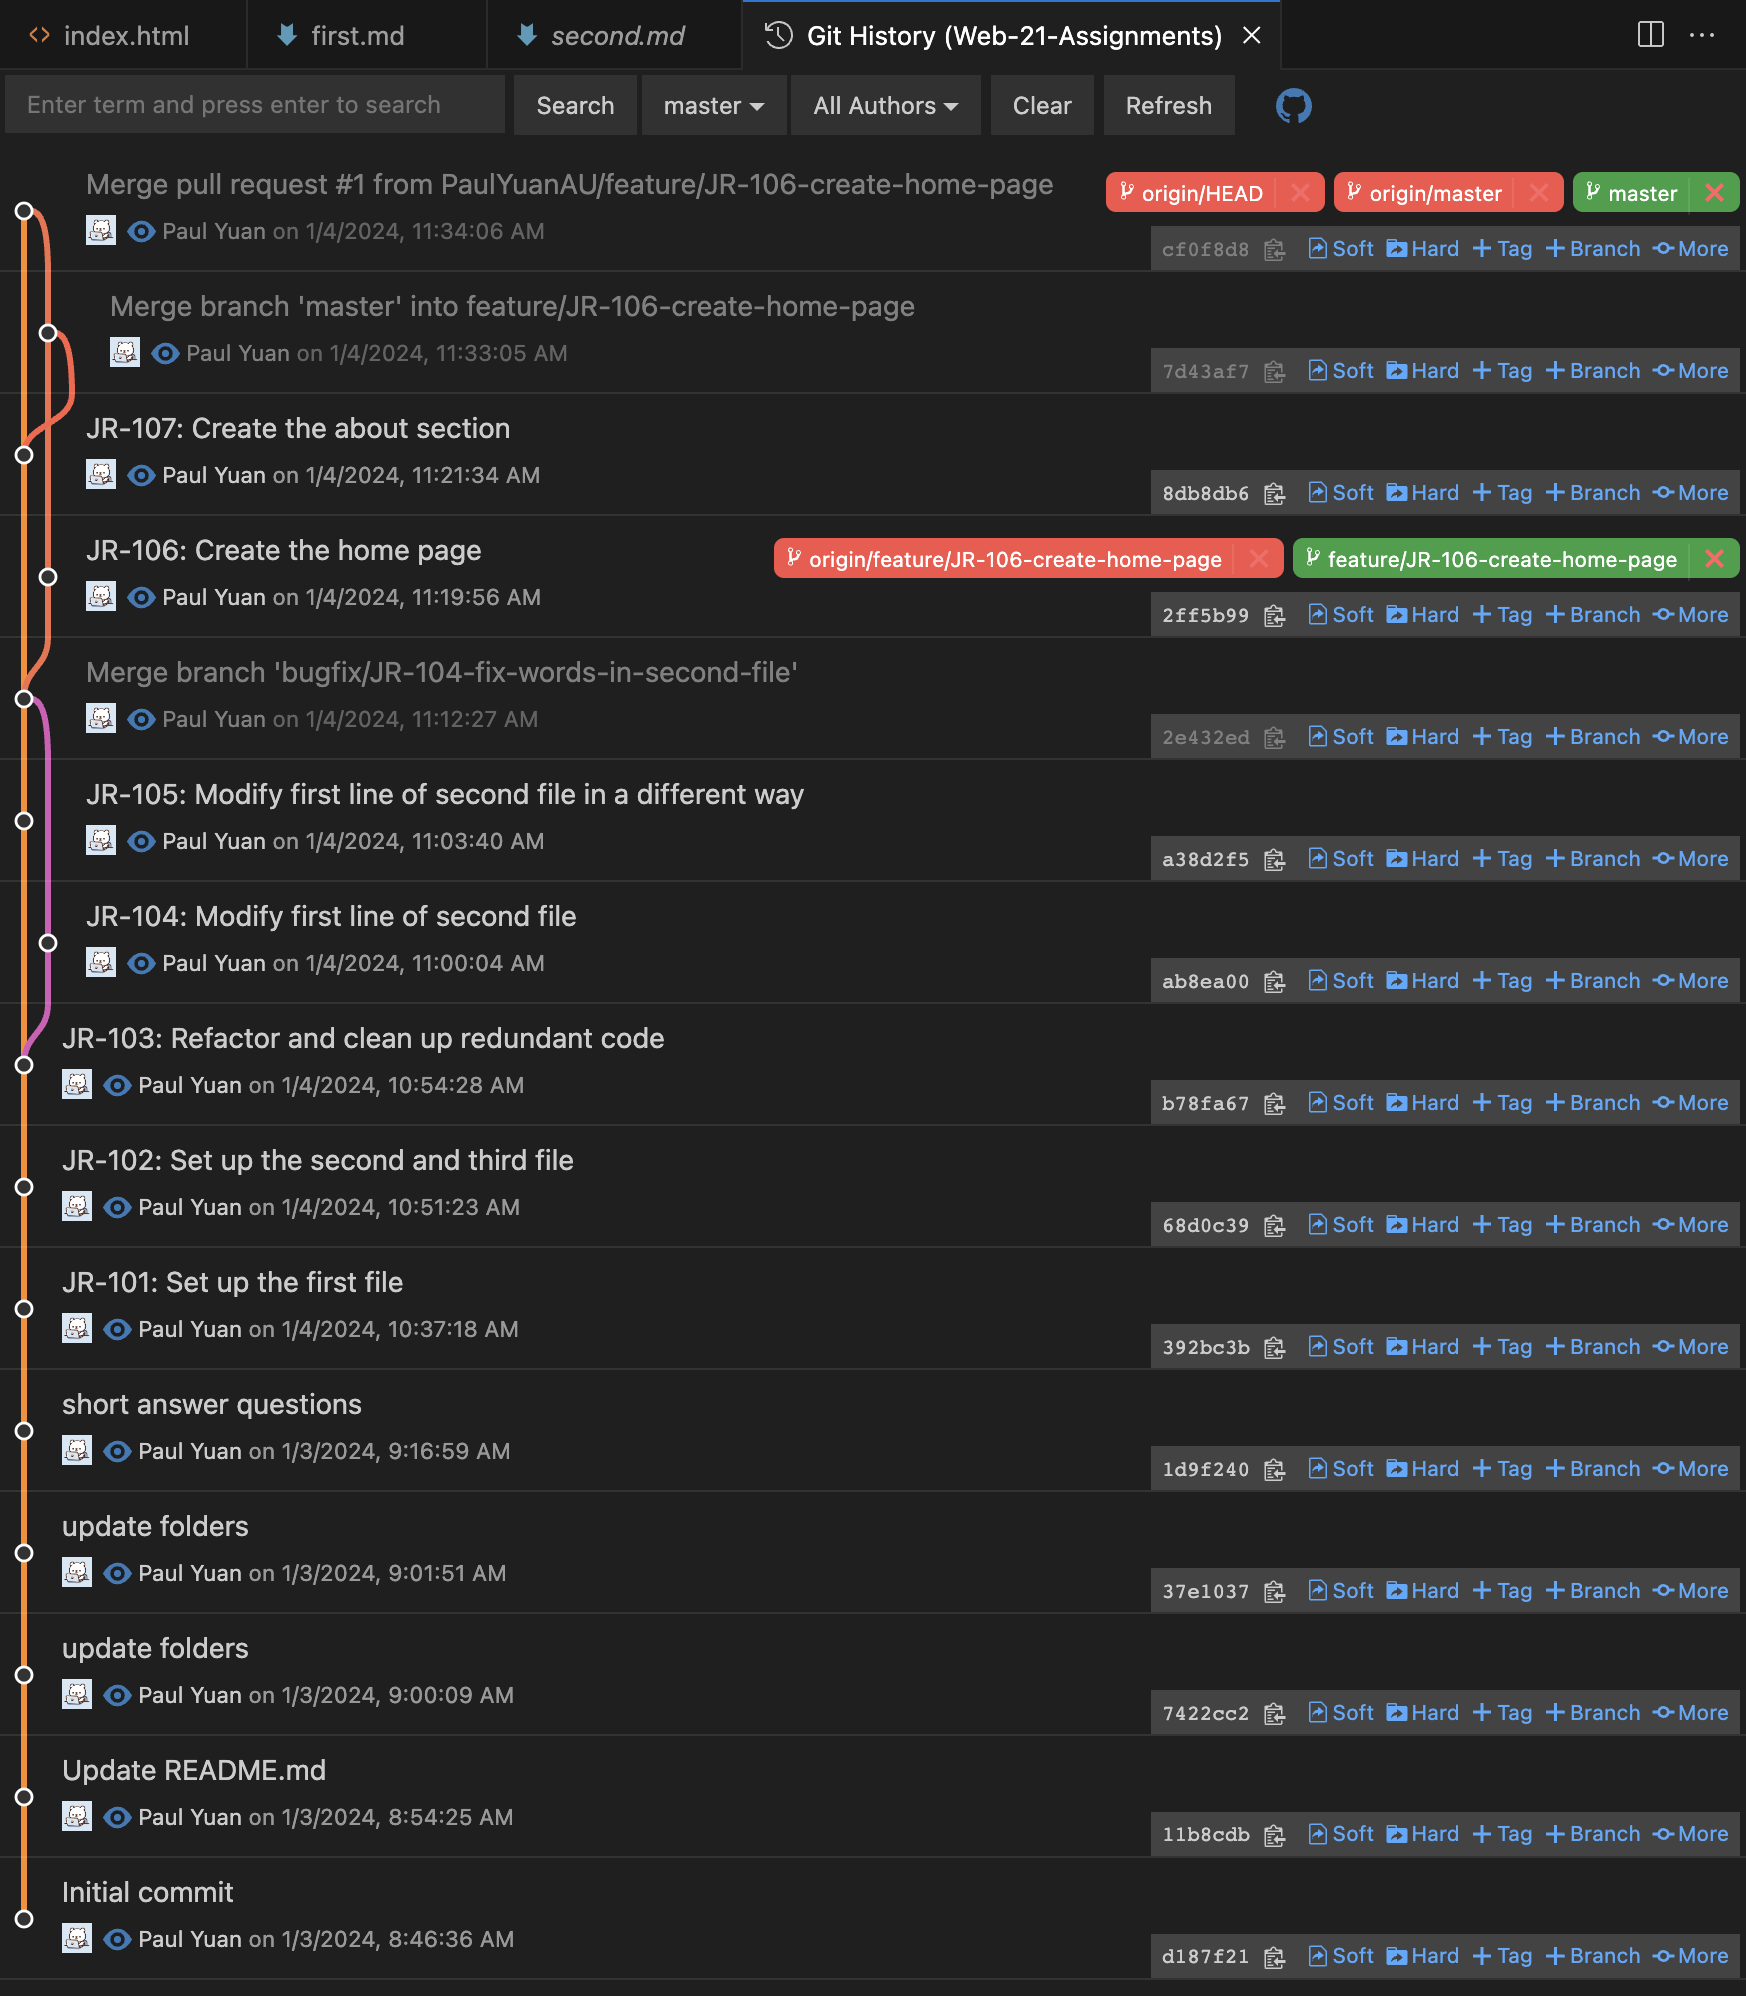 index.html first.md second.md Git History (Web-21-Assignments)
Enter term and press enter to search Search master All Authors Clear Refresh
Merge pull request #1 from PaulYuanAU/feature/JR-106-create-home-page origin/HEAD origin/master master
Paul Yuan on 1/4/2024, 11:34:06 AM
cf0f8d8 Soft Hard Tag Branch More
Merge branch 'master' into feature/JR-106-create-home-page
Paul Yuan on 1/4/2024, 11:33:05 AM
7d43af7 Soft Hard Tag Branch More
JR-107: Create the about section
Paul Yuan on 1/4/2024, 11:21:34 AM
8db8db6 Soft Hard Tag Branch More
JR-106: Create the home page origin/feature/JR-106-create-home-page feature/JR-106-create-home-page
Paul Yuan on 1/4/2024, 11:19:56 AM
2ff5b99 Soft Hard Tag Branch More
Merge branch 'bugfix/JR-104-fix-words-in-second-file'
Paul Yuan on 1/4/2024, 11:12:27 AM
2e432ed Soft Hard Tag Branch More
JR-105: Modify first line of second file in a different way
Paul Yuan on 1/4/2024, 11:03:40 AM
a38d2f5 Soft Hard Tag Branch More
JR-104: Modify first line of second file
Paul Yuan on 1/4/2024, 11:00:04 AM
ab8ea00 Soft Hard Tag Branch More
JR-103: Refactor and clean up redundant code
Paul Yuan on 1/4/2024, 10:54:28 AM
b78fa67 Soft Hard Tag Branch More
JR-102: Set up the second and third file
Paul Yuan on 1/4/2024, 10:51:23 AM
68d0c39 Soft Hard Tag Branch More
JR-101: Set up the first file
Paul Yuan on 1/4/2024, 10:37:18 AM
392bc3b Soft Hard Tag Branch More
short answer questions
Paul Yuan on 1/3/2024, 9:16:59 AM
1d9f240 Soft Hard Tag Branch More
update folders
Paul Yuan on 1/3/2024, 9:01:51 AM
37e1037 Soft Hard Tag Branch More
update folders
Paul Yuan on 1/3/2024, 9:00:09 AM
7422cc2 Soft Hard Tag Branch More
Update README.md
Paul Yuan on 1/3/2024, 8:54:25 AM
11b8cdb Soft Hard Tag Branch More
Initial commit
Paul Yuan on 1/3/2024, 8:46:36 AM
d187f21 Soft Hard Tag Branch More